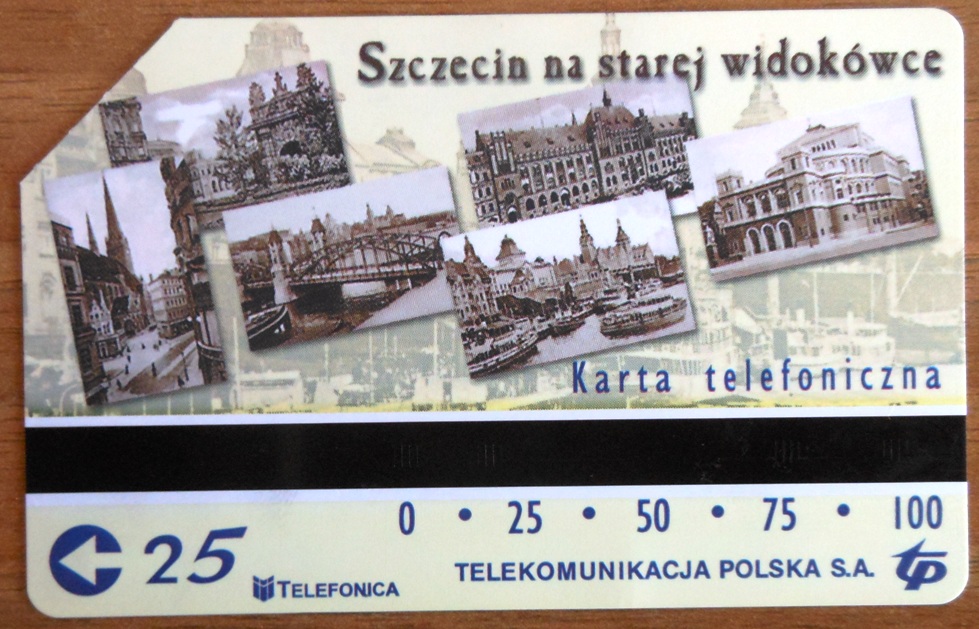 Szczecin na starej widokówce
Karta telefoniczna
0 • 25 • 50 • 75 • 100
25
TELEFONICA
TELEKOMUNIKACJA POLSKA S.A.
tp